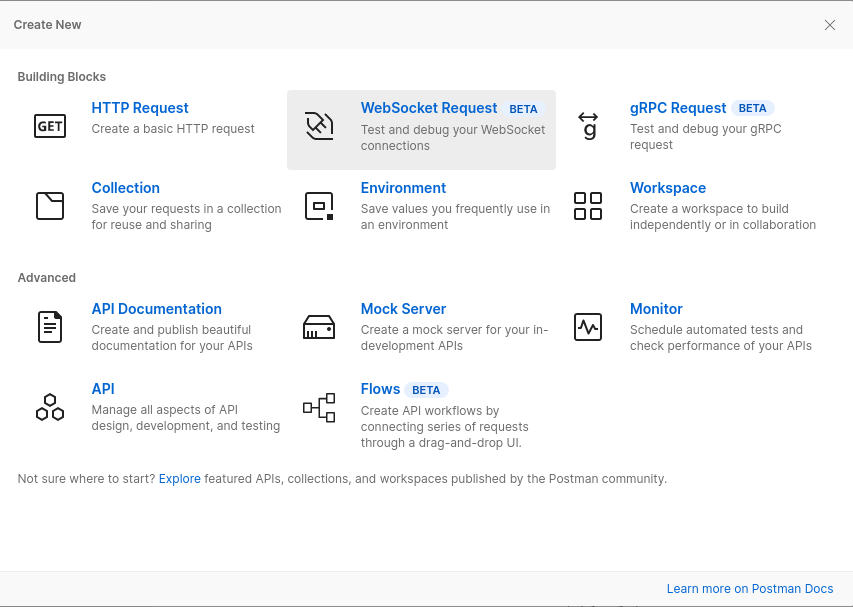 Create New
Building Blocks
GET
HTTP Request
Create a basic HTTP request
WebSocket Request BETA
Test and debug your WebSocket
connections
g
gRPC Request BETA
Test and debug your gRPC
request
Collection
Save your requests in a collection
for reuse and sharing
Environment
Save values you frequently use in
an environment
Workspace
Create a workspace to build
independently or in collaboration
Advanced
API Documentation
Create and publish beautiful
documentation for your APIs
Mock Server
Create a mock server for your in-
development APIs
Monitor
Schedule automated tests and
check performance of your APIs
API
Manage all aspects of API
design, development, and testing
Flows BETA
Create API workflows by
connecting series of requests
through a drag-and-drop UI.
Not sure where to start? Explore featured APIs, collections, and workspaces published by the Postman community.
Learn more on Postman Docs